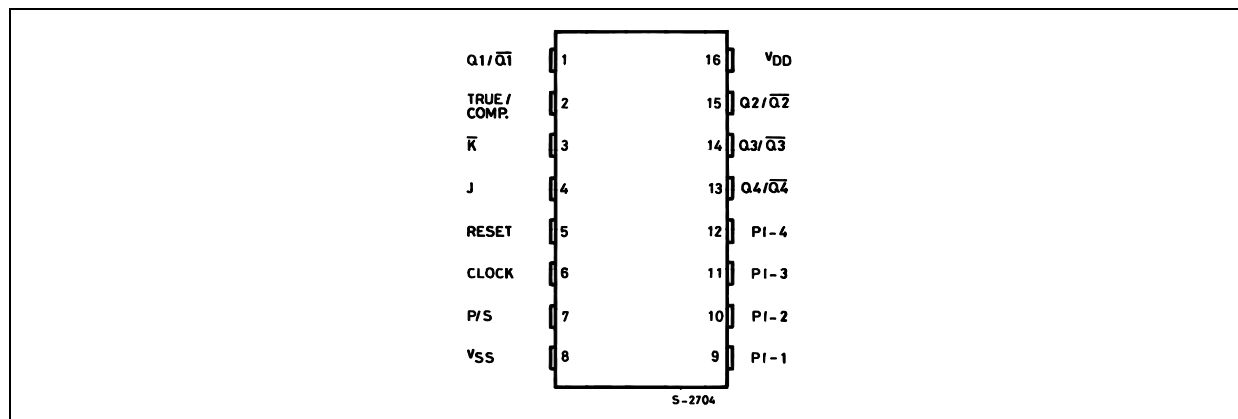 Q1/Q̅1̅ 1 16 VDD
TRUE/ 2 15 Q2/Q̅2̅
COMP.
K̅ 3 14 Q3/Q̅3̅
J 4 13 Q4/Q̅4̅
RESET 5 12 PI-4
CLOCK 6 11 PI-3
P/S 7 10 PI-2
VSS 8 9 PI-1
S-2704